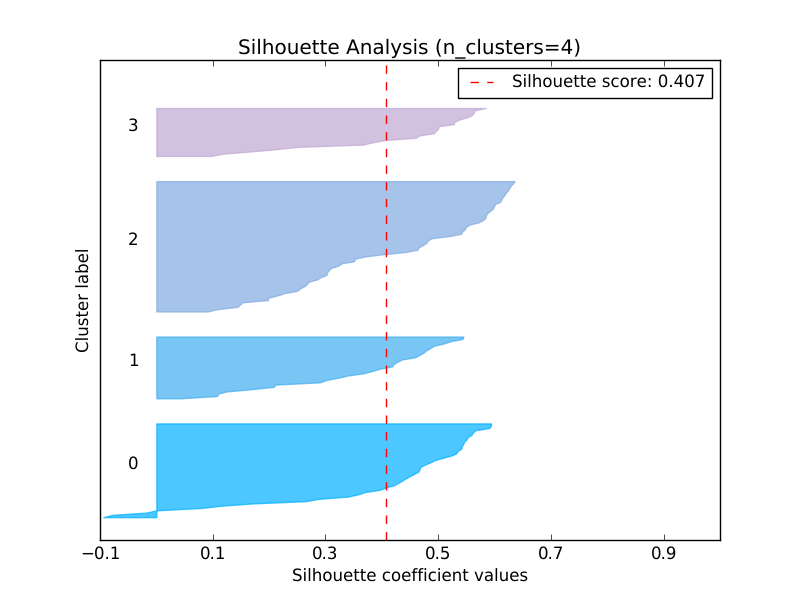 Silhouette Analysis (n_clusters=4)
Silhouette score: 0.407
3
2
1
0
Cluster label
−0.1 0.1 0.3 0.5 0.7 0.9
Silhouette coefficient values